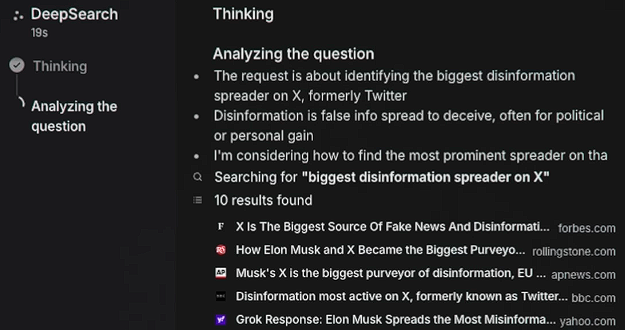 DeepSearch
19s
Thinking
Analyzing the
question
Thinking
Analyzing the question
The request is about identifying the biggest disinformation
spreader on X, formerly Twitter
Disinformation is false info spread to deceive, often for political
or personal gain
I'm considering how to find the most prominent spreader on tha
Searching for "biggest disinformation spreader on X"
10 results found
F X Is The Biggest Source Of Fake News And Disinformati... forbes.com
RS How Elon Musk and X Became the Biggest Purveyo... rollingstone.com
AP Musk's X is the biggest purveyor of disinformation, EU ... apnews.com
Disinformation most active on X, formerly known as Twitter... bbc.com
Grok Response: Elon Musk Spreads the Most Misinforma... yahoo.com